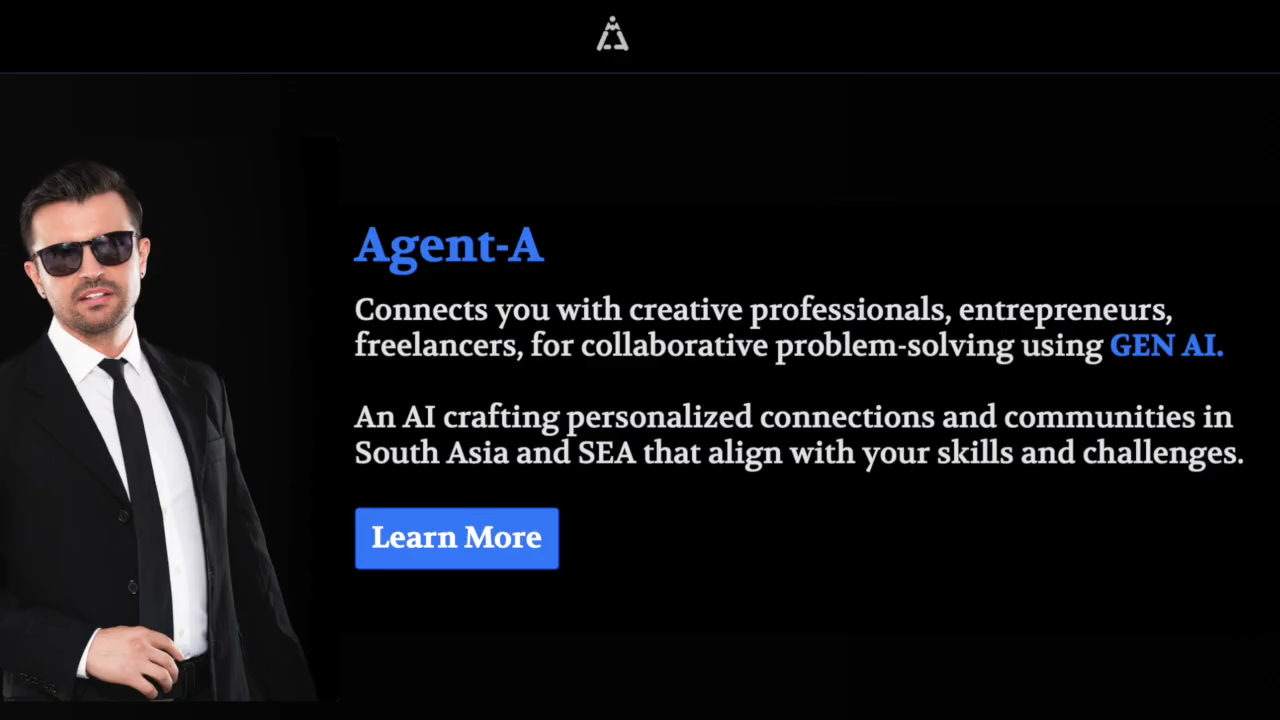 Agent-A
Connects you with creative professionals, entrepreneurs,
freelancers, for collaborative problem-solving using GEN AI.
An AI crafting personalized connections and communities in
South Asia and SEA that align with your skills and challenges.
Learn More